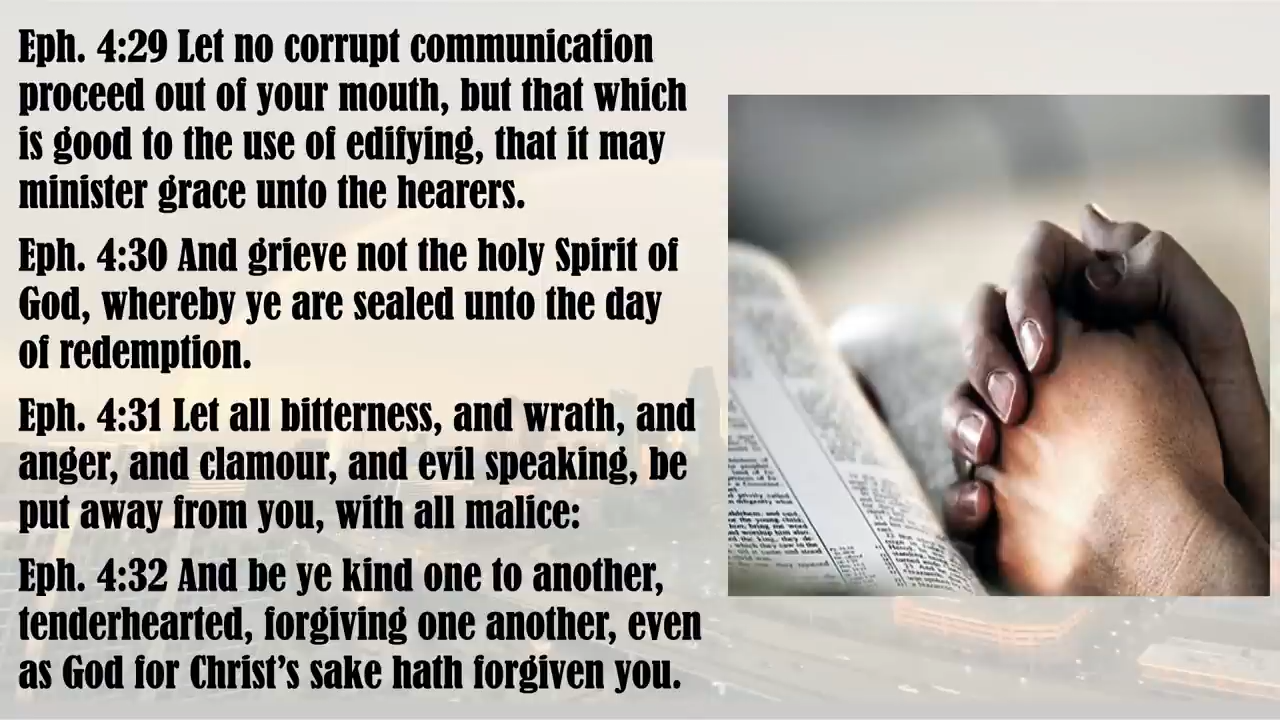 Eph. 4:29 Let no corrupt communication
proceed out of your mouth, but that which
is good to the use of edifying, that it may
minister grace unto the hearers.
Eph. 4:30 And grieve not the holy Spirit of
God, whereby ye are sealed unto the day
of redemption.
Eph. 4:31 Let all bitterness, and wrath, and
anger, and clamour, and evil speaking, be
put away from you, with all malice:
Eph. 4:32 And be ye kind one to another,
tenderhearted, forgiving one another, even
as God for Christ’s sake hath forgiven you.